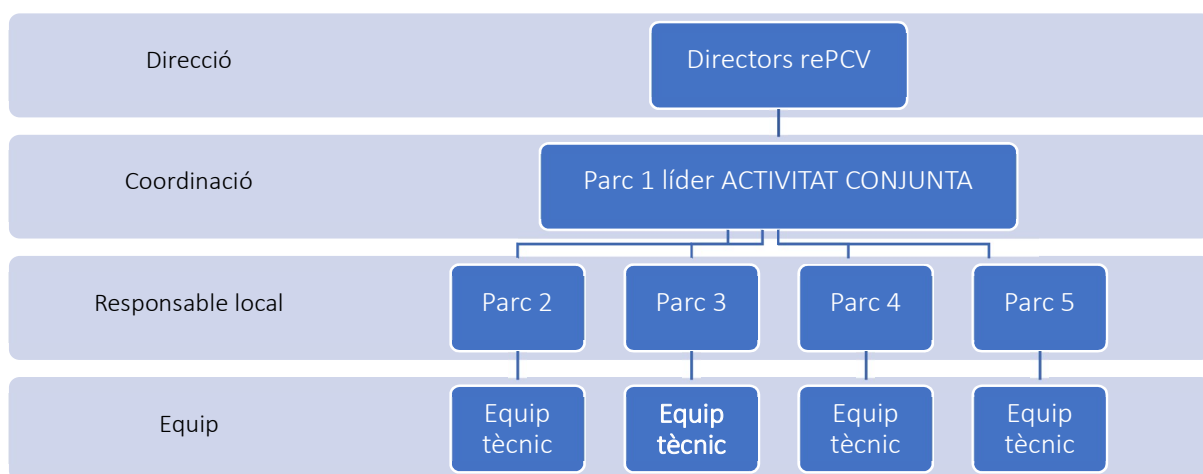 Direcció
Directors rePCV
Coordinació
Parc 1 líder ACTIVITAT CONJUNTA
Responsable local
Parc 2
Parc 3
Parc 4
Parc 5
Equip
Equip
tècnic
Equip
tècnic
Equip
tècnic
Equip
tècnic